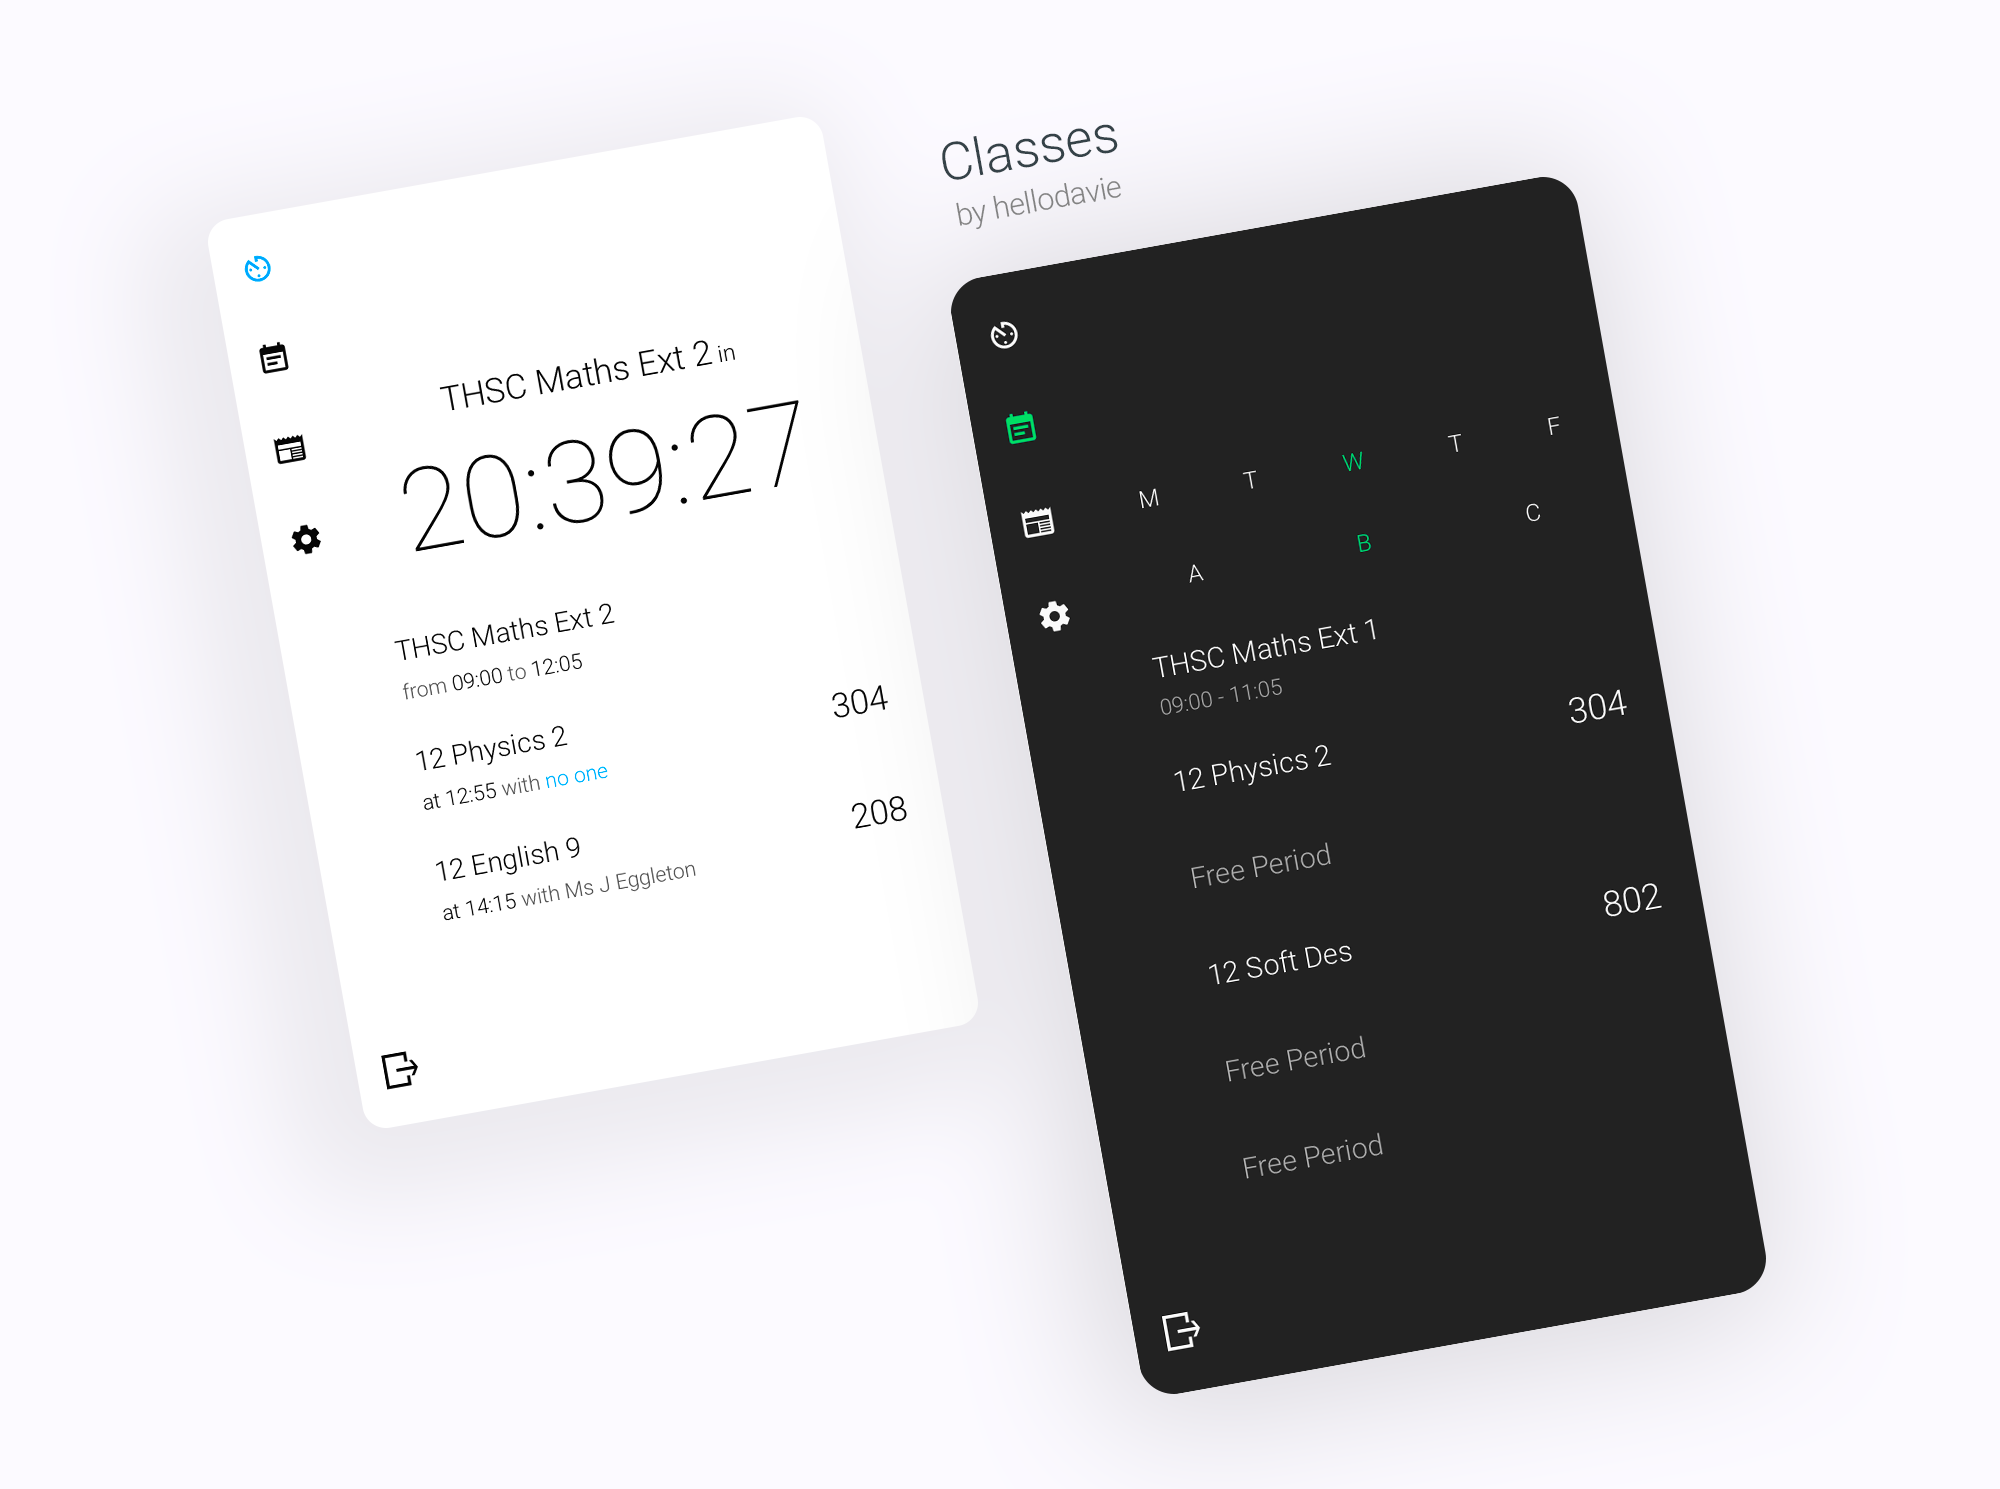 Classes
by hellodavie
THSC Maths Ext 2 in
20:39:27
THSC Maths Ext 2
from 09:00 to 12:05
12 Physics 2
304
at 12:55 with no one
12 English 9
208
at 14:15 with Ms J Eggleton
M T W T F
A B C
THSC Maths Ext 1
09:00 - 11:05
12 Physics 2
304
Free Period
12 Soft Des
802
Free Period
Free Period